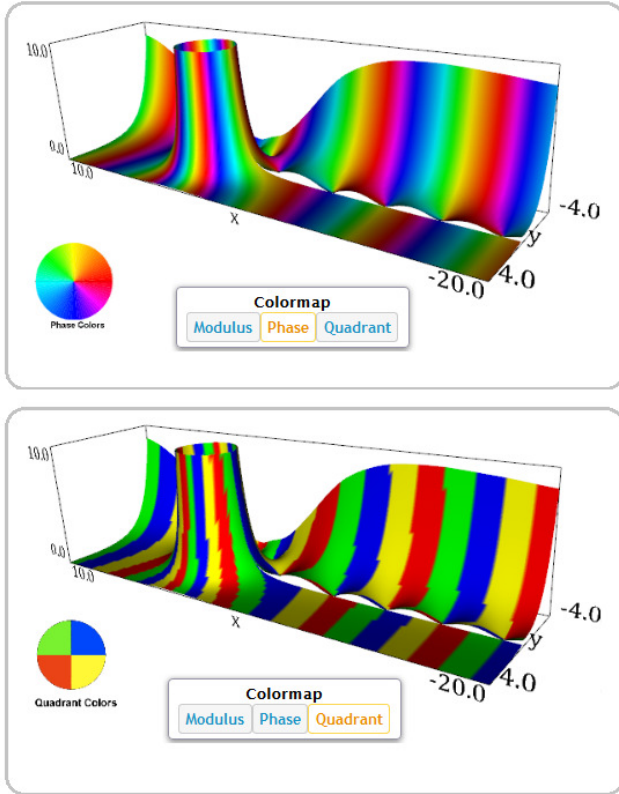 10.0
0.0
10.0
x
-20.0
4.0
y
-4.0
Phase Colors
Colormap
Modulus Phase Quadrant
10.0
0.0
10.0
x
-20.0
4.0
y
-4.0
Quadrant Colors
Colormap
Modulus Phase Quadrant